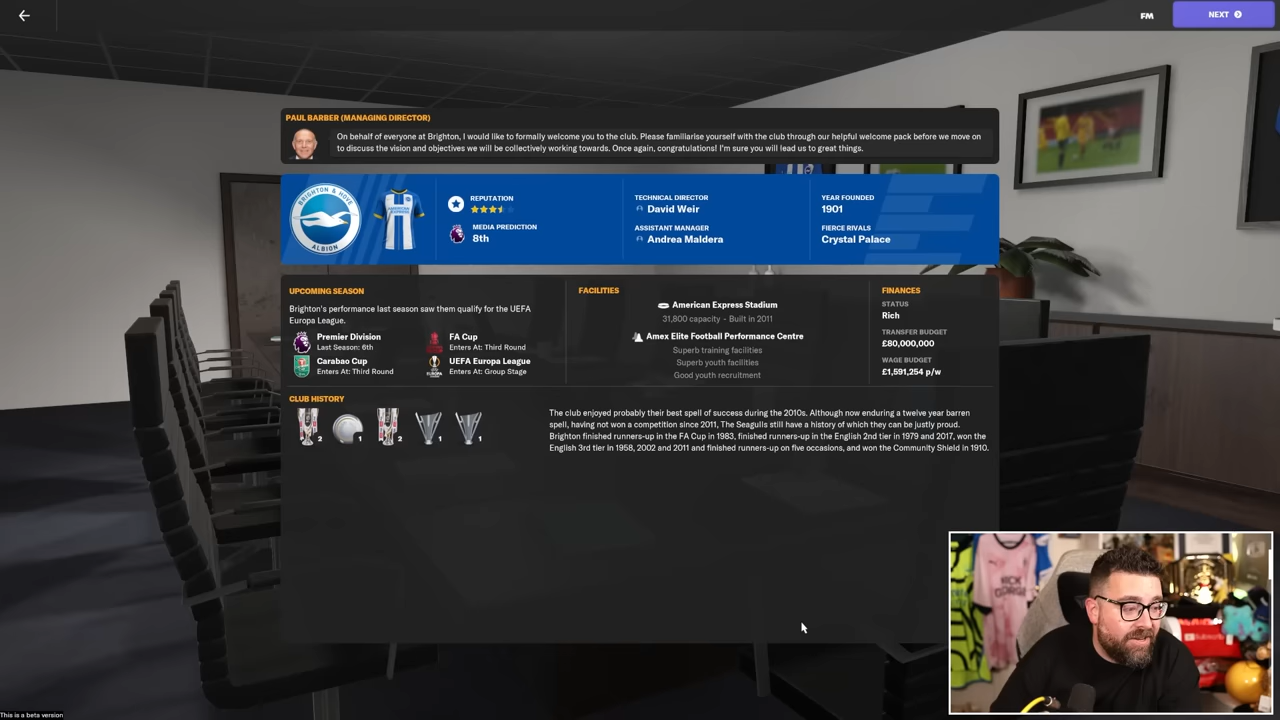 FM
NEXT
PAUL BARBER (MANAGING DIRECTOR)
On behalf of everyone at Brighton, I would like to formally welcome you to the club. Please familiarise yourself with the club through our helpful welcome pack before we move on
to discuss the vision and objectives we will be collectively working towards. Once again, congratulations! I'm sure you will lead us to great things.
BRIGHTON & HOVE
ALBION
REPUTATION
MEDIA PREDICTION
8th
TECHNICAL DIRECTOR
David Weir
ASSISTANT MANAGER
Andrea Maldera
YEAR FOUNDED
1901
FIERCE RIVALS
Crystal Palace
UPCOMING SEASON
Brighton's performance last season saw them qualify for the UEFA
Europa League.
Premier Division
Last Season: 6th
FA Cup
Enters At: Third Round
Carabao Cup
Enters At: Third Round
UEFA Europa League
Enters At: Group Stage
FACILITIES
American Express Stadium
31,800 capacity - Built in 2011
Amex Elite Football Performance Centre
Superb training facilities
Superb youth facilities
Good youth recruitment
FINANCES
STATUS
Rich
TRANSFER BUDGET
£80,000,000
WAGE BUDGET
£1,591,254 p/w
CLUB HISTORY
2
1
2
1
1
The club enjoyed probably their best spell of success during the 2010s. Although now enduring a twelve year barren
spell, having not won a competition since 2011, The Seagulls still have a history of which they can be justly proud.
Brighton finished runners-up in the FA Cup in 1983, finished runners-up in the English 2nd tier in 1979 and 2017, won the
English 3rd tier in 1958, 2002 and 2011 and finished runners-up on five occasions, and won the Community Shield in 1910.
This is a beta version